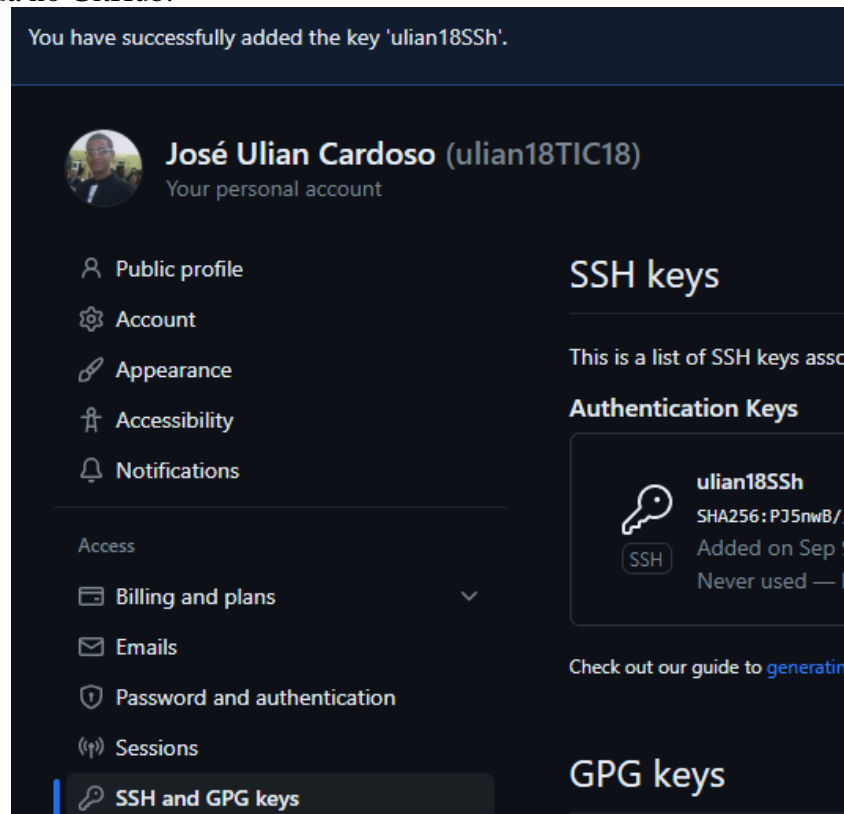 no GitHub.
You have successfully added the key 'ulian18SSh'.
José Ulian Cardoso (ulian18TIC18)
Your personal account
Public profile
Account
Appearance
Accessibility
Notifications
Access
Billing and plans
Emails
Password and authentication
Sessions
SSH and GPG keys
SSH keys
This is a list of SSH keys asso
Authentication Keys
ulian18SSh
SHA256:PJ5nwB/
SSH
Added on Sep
Never used —
Check out our guide to generatin
GPG keys